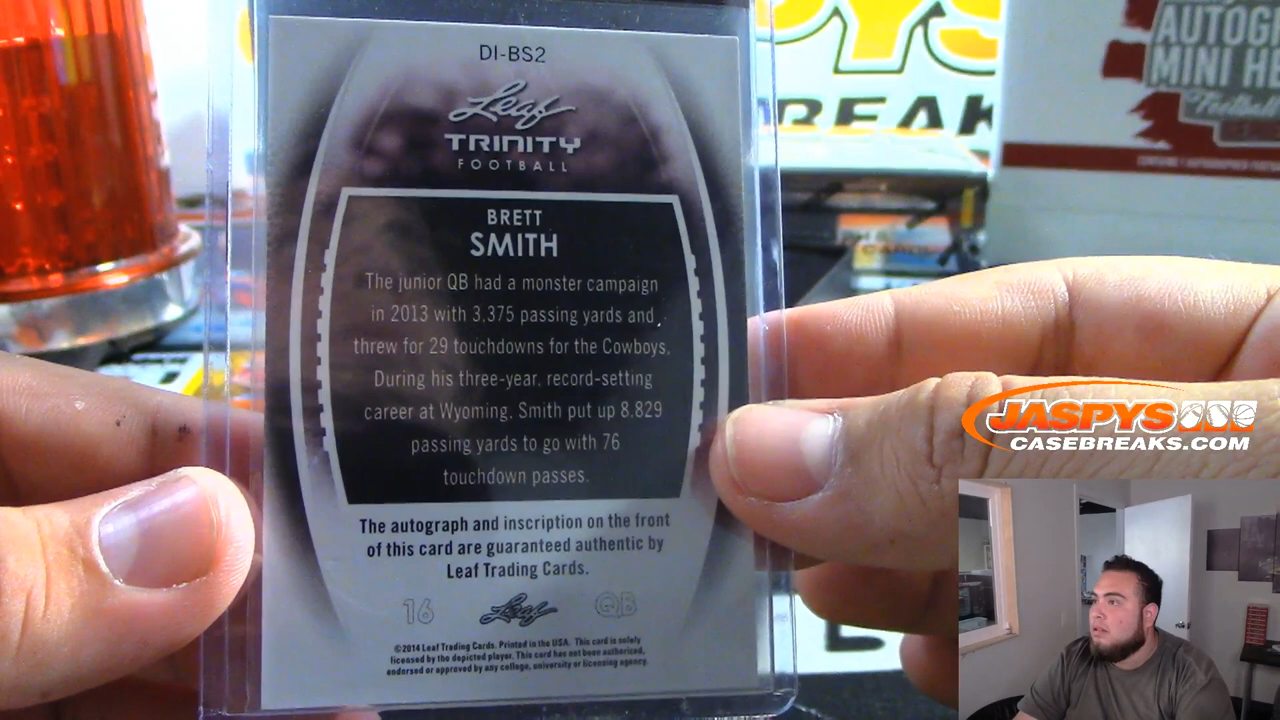 DI-BS2
Leaf
TRINITY
FOOTBALL
BRETT
SMITH
The junior QB had a monster campaign
in 2013 with 3,375 passing yards and
threw for 29 touchdowns for the Cowboys.
During his three-year, record-setting
career at Wyoming, Smith put up 8,829
passing yards to go with 76
touchdown passes.
The autograph and inscription on the front
of this card are guaranteed authentic by
Leaf Trading Cards.
16 Leaf QB
©2014 Leaf Trading Cards. Printed in the USA. This card is solely
licensed by the depicted player. This card has not been authorized,
endorsed or approved by any college, university or licensing agency.
BREAK
AUTOG
MINI HE
Football
JASPYS
CASEBREAKS.COM